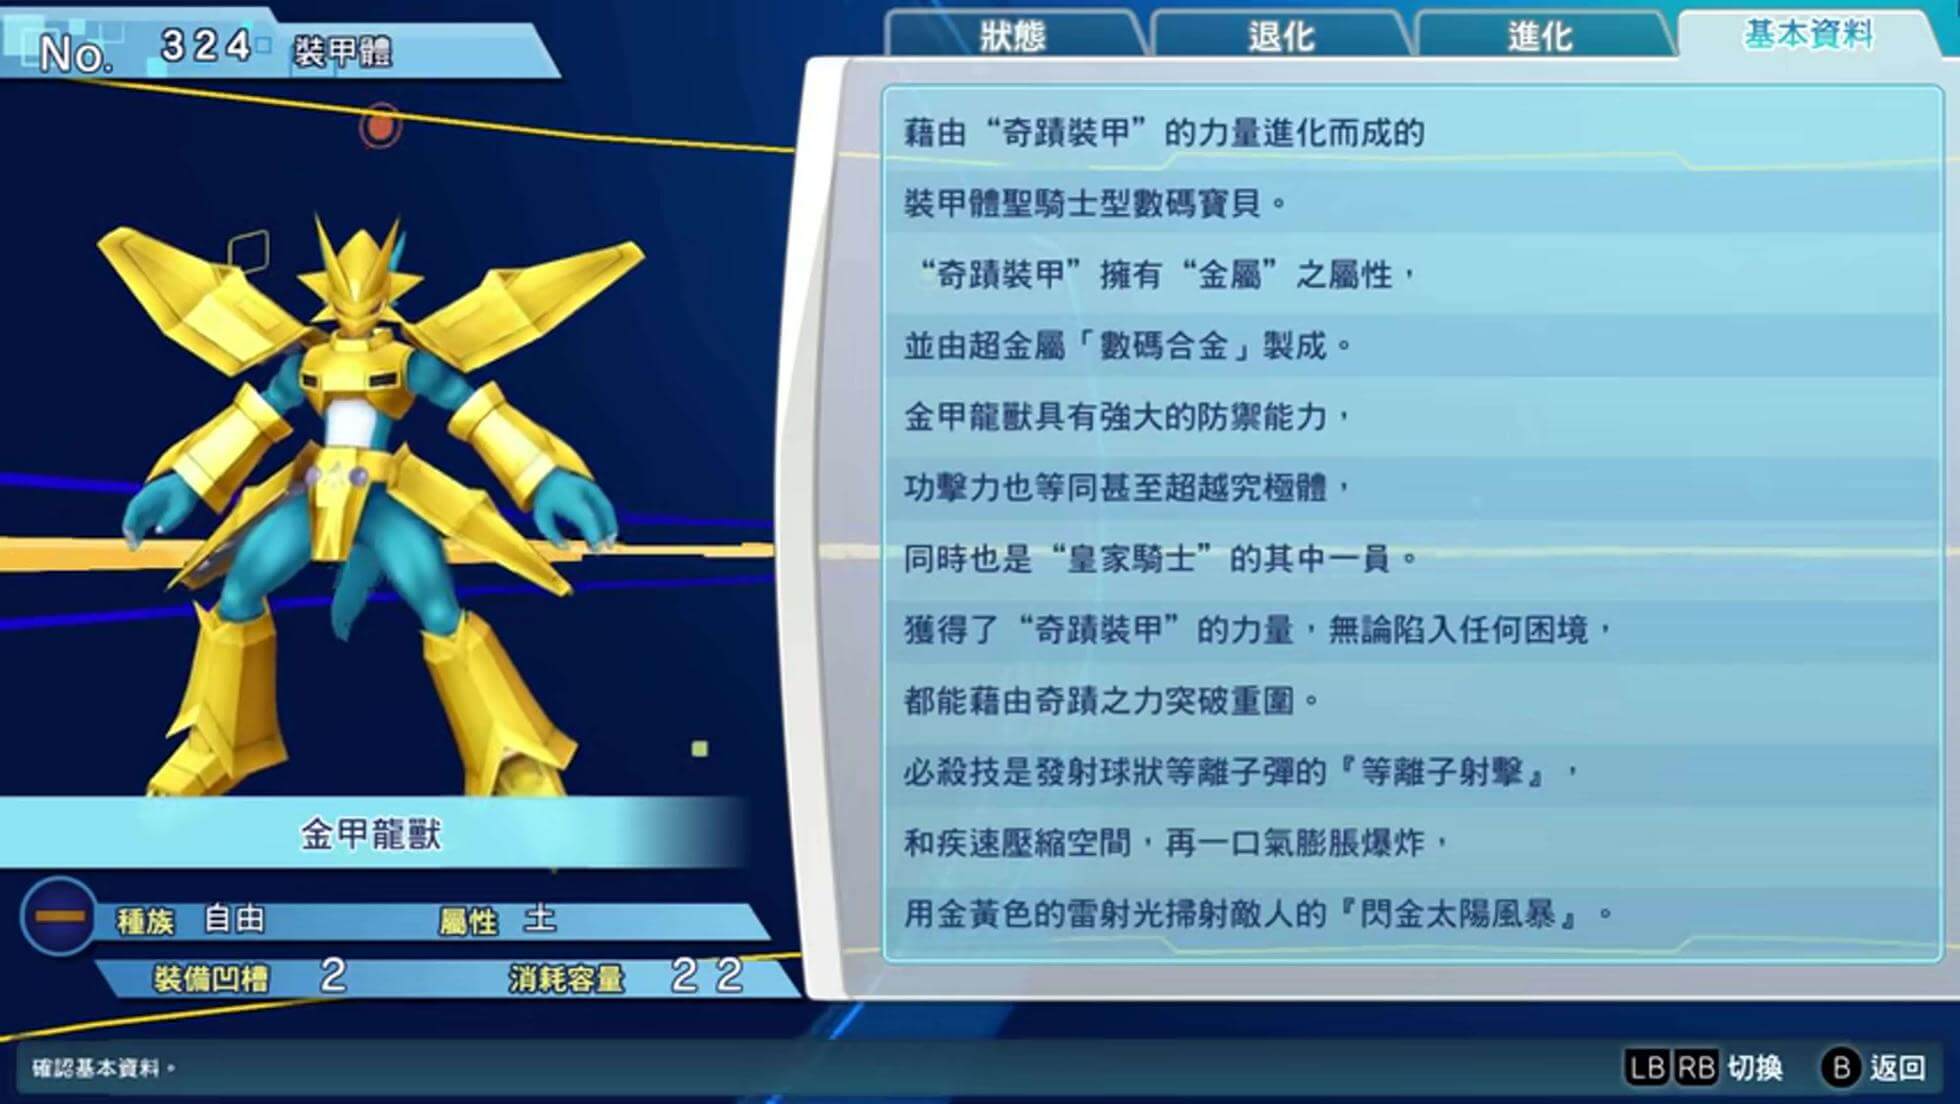 No. 324 裝甲體
狀態 退化 進化 基本資料
藉由“奇蹟裝甲”的力量進化而成的
裝甲體聖騎士型數碼寶貝。
“奇蹟裝甲”擁有“金屬”之屬性，
並由超金屬「數碼合金」製成。
金甲龍獸具有強大的防禦能力，
功擊力也等同甚至超越究極體，
同時也是“皇家騎士”的其中一員。
獲得了“奇蹟裝甲”的力量，無論陷入任何困境，
都能藉由奇蹟之力突破重圍。
必殺技是發射球狀等離子彈的『等離子射擊』，
和疾速壓縮空間，再一口氣膨脹爆炸，
用金黃色的雷射光掃射敵人的『閃金太陽風暴』。
金甲龍獸
種族 自由 屬性 土
裝備凹槽 2 消耗容量 22
確認基本資料。
LB RB 切換 B 返回